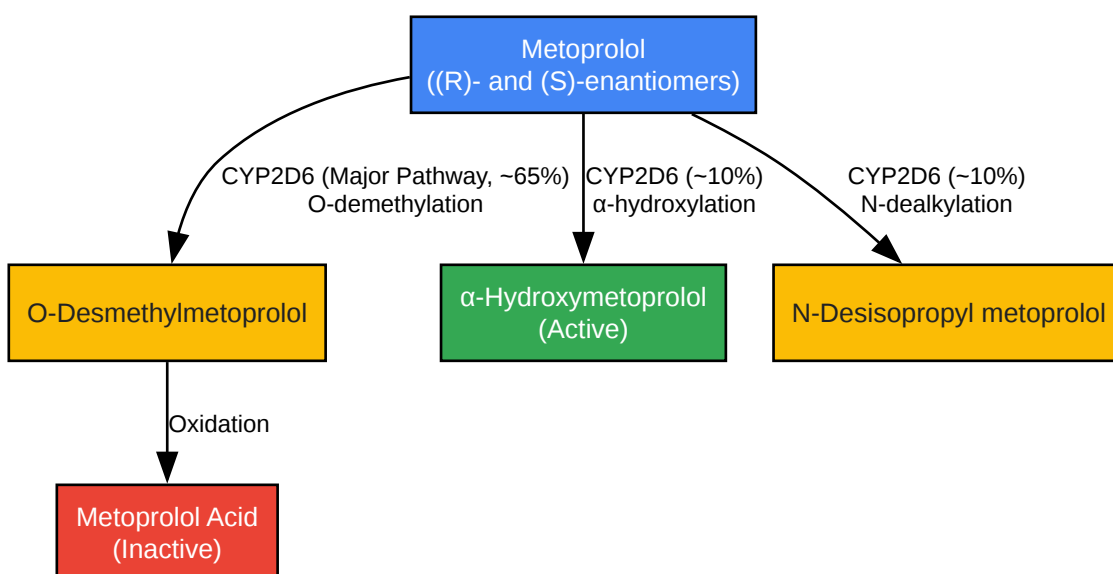 Metoprolol
((R)- and (S)-enantiomers)
CYP2D6 (Major Pathway, ~65%)
O-demethylation
CYP2D6 (~10%)
α-hydroxylation
CYP2D6 (~10%)
N-dealkylation
O-Desmethylmetoprolol
α-Hydroxymetoprolol
(Active)
N-Desisopropyl metoprolol
Oxidation
Metoprolol Acid
(Inactive)